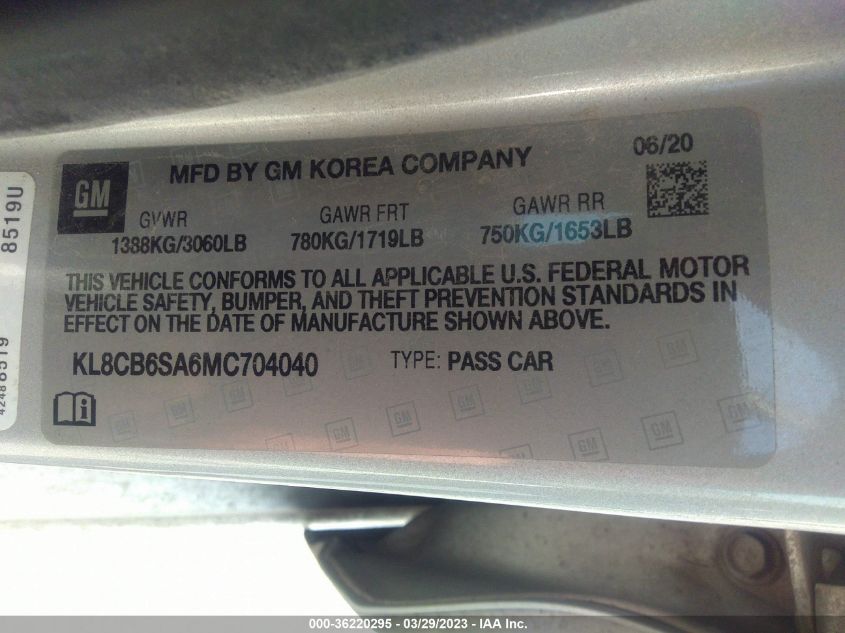 GM
MFD BY GM KOREA COMPANY
06/20
GVWR
GAWR FRT
GAWR RR
1388KG/3060LB
780KG/1719LB
750KG/1653LB
THIS VEHICLE CONFORMS TO ALL APPLICABLE U.S. FEDERAL MOTOR
VEHICLE SAFETY, BUMPER, AND THEFT PREVENTION STANDARDS IN
EFFECT ON THE DATE OF MANUFACTURE SHOWN ABOVE.
KL8CB6SA6MC704040
TYPE: PASS CAR
8519U
42488519
000-36220295 - 03/29/2023 - IAA Inc.